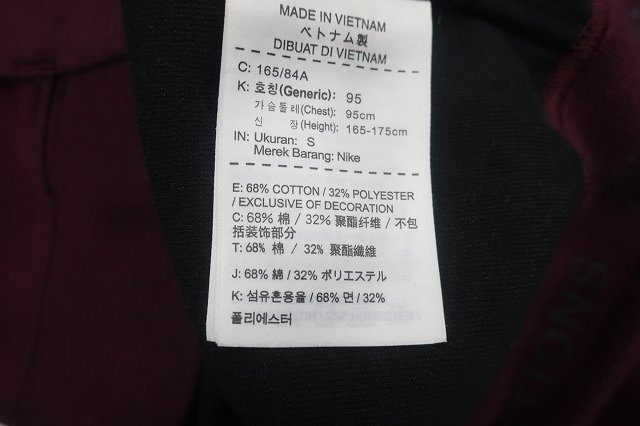 MADE IN VIETNAM
ベトナム製
DIBUAT DI VIETNAM
C: 165/84A
K: 호칭(Generic): 95
가슴둘레(Chest): 95cm
신 장(Height): 165-175cm
IN: Ukuran: S
Merek Barang: Nike
E: 68% COTTON / 32% POLYESTER
/ EXCLUSIVE OF DECORATION
C: 68% 棉 / 32% 聚酯纤维 / 不包
括装饰部分
T: 68% 棉 / 32% 聚酯纖維
J: 68% 綿 / 32% ポリエステル
K: 섬유혼용율 / 68% 면 / 32%
폴리에스터